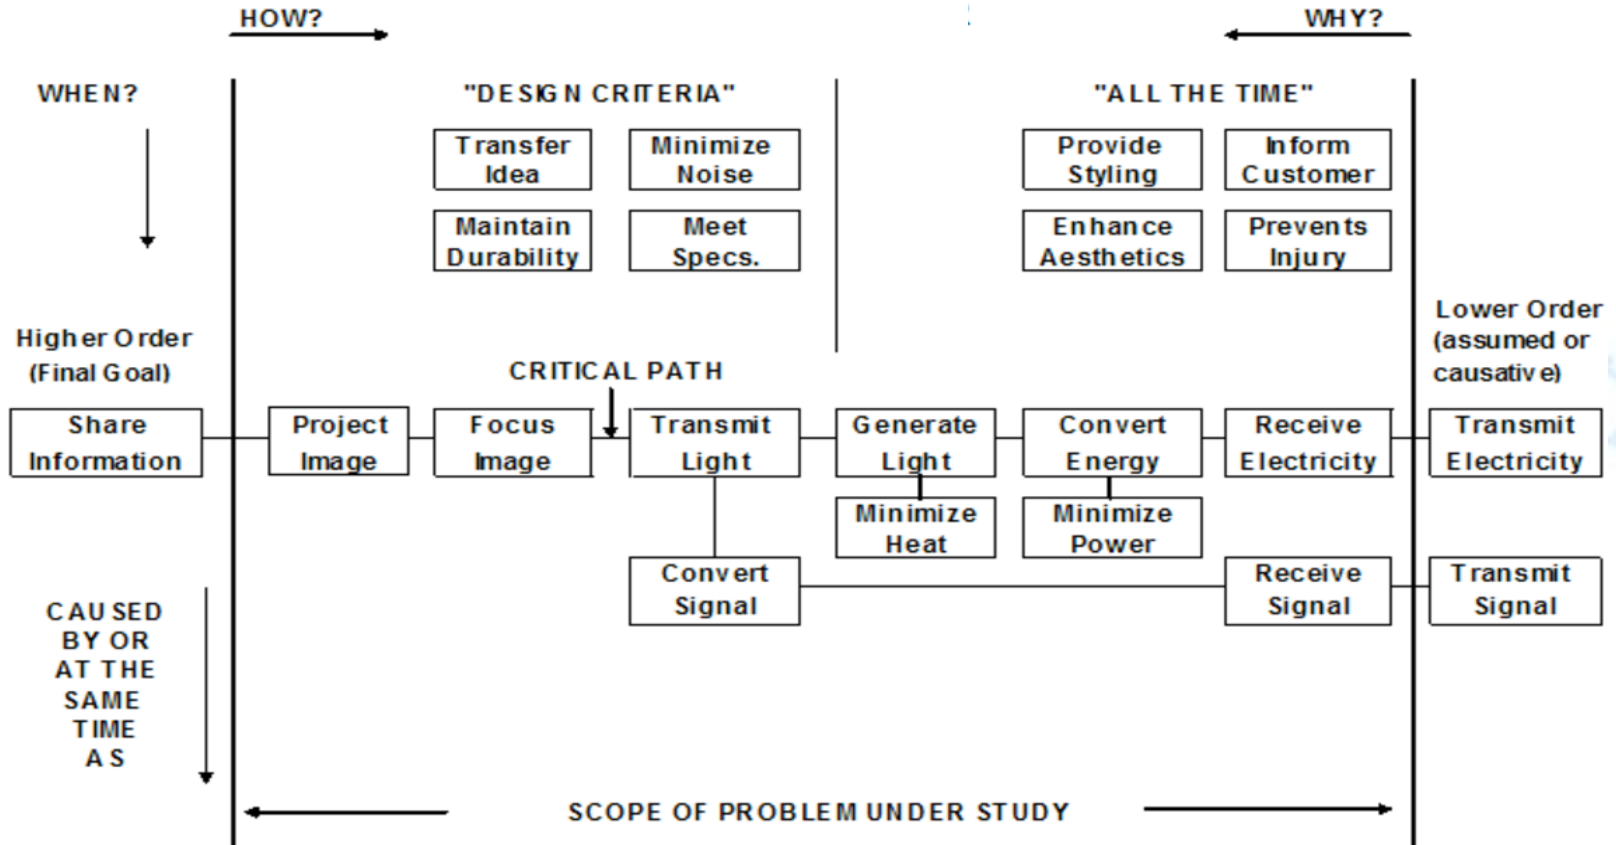 HOW?
WHY?
WHEN?
"DESIGN CRITERIA"
"ALL THE TIME"
Transfer
Idea
Minimize
Noise
Provide
Styling
Inform
Customer
Maintain
Durability
Meet
Specs.
Enhance
Aesthetics
Prevents
Injury
Higher Order
(Final Goal)
CRITICAL PATH
Lower Order
(assumed or
causative)
Share
Information
Project
Image
Focus
Image
Transmit
Light
Generate
Light
Convert
Energy
Receive
Electricity
Transmit
Electricity
Minimize
Heat
Minimize
Power
Convert
Signal
Receive
Signal
Transmit
Signal
CAUSED
BY OR
AT THE
SAME
TIME
AS
SCOPE OF PROBLEM UNDER STUDY